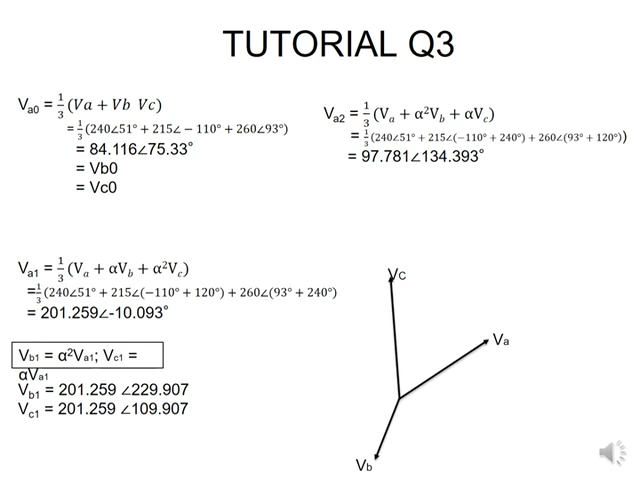 TUTORIAL Q3
Va0 = 1/3 (Va + Vb Vc)
= 1/3 (240∠51° + 215∠ − 110° + 260∠93°)
= 84.116∠75.33°
= Vb0
= Vc0
Va2 = 1/3 (Va + α²Vb + αVc)
= 1/3 (240∠51° + 215∠(−110° + 240°) + 260∠(93° + 120°))
= 97.781∠134.393°
Va1 = 1/3 (Va + αVb + α²Vc)
= 1/3 (240∠51° + 215∠(−110° + 120°) + 260∠(93° + 240°)
= 201.259∠-10.093°
Vb1 = α²Va1; Vc1 =
αVa1
Vb1 = 201.259 ∠229.907
Vc1 = 201.259 ∠109.907
Vc
Va
Vb